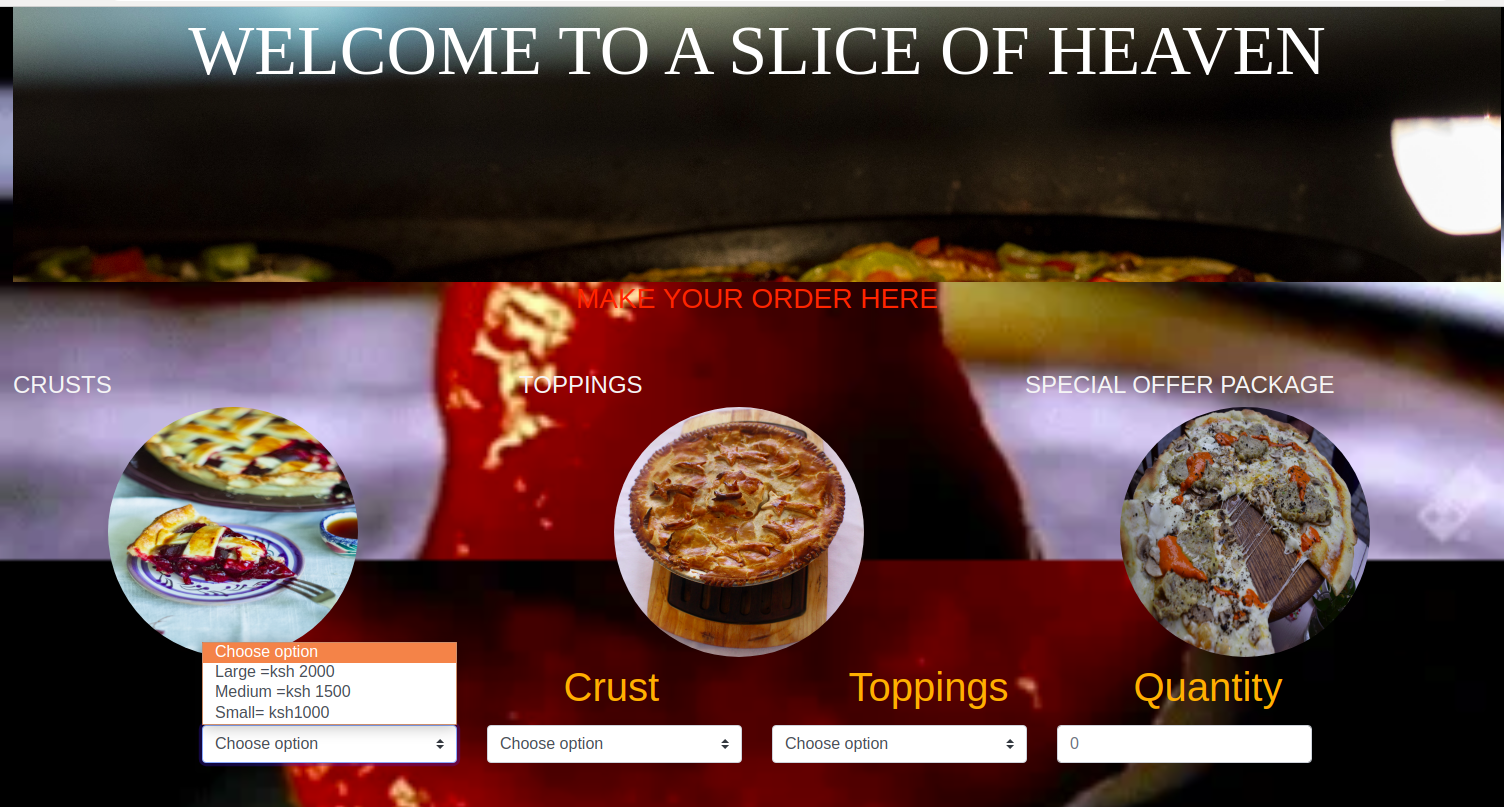 WELCOME TO A SLICE OF HEAVEN
MAKE YOUR ORDER HERE
CRUSTS
TOPPINGS
SPECIAL OFFER PACKAGE
Choose option
Large =ksh 2000
Medium =ksh 1500
Small= ksh1000
Crust
Toppings
Quantity
Choose option
Choose option
Choose option
0